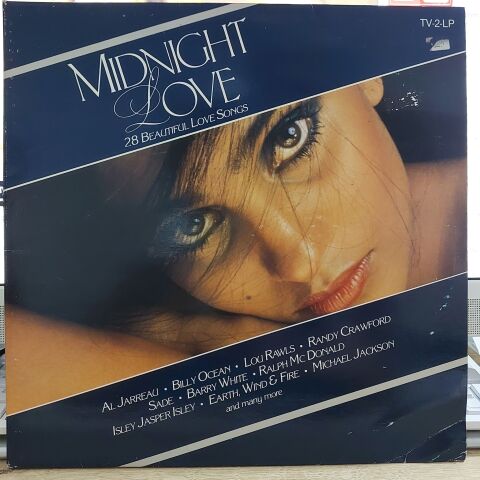 TV-2-LP
MIDNIGHT
LOVE
28 BEAUTIFUL LOVE SONGS
AL JARREAU • BILLY OCEAN • LOU RAWLS • RANDY CRAWFORD
SADE • BARRY WHITE • RALPH MC DONALD
ISLEY JASPER ISLEY • EARTH, WIND & FIRE • MICHAEL JACKSON
and many more